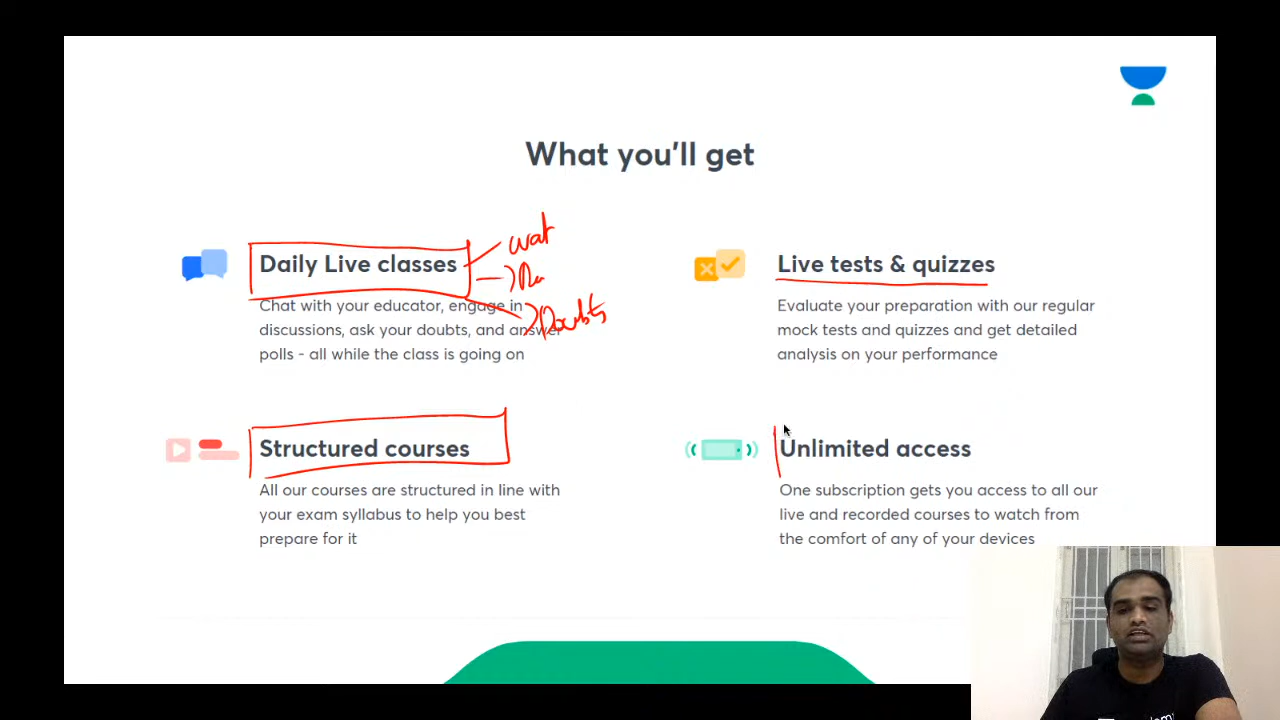 What you'll get
Daily Live classes
wat
Doubts
Chat with your educator, engage in
discussions, ask your doubts, and answer
polls - all while the class is going on
Live tests & quizzes
Evaluate your preparation with our regular
mock tests and quizzes and get detailed
analysis on your performance
Structured courses
All our courses are structured in line with
your exam syllabus to help you best
prepare for it
Unlimited access
One subscription gets you access to all our
live and recorded courses to watch from
the comfort of any of your devices